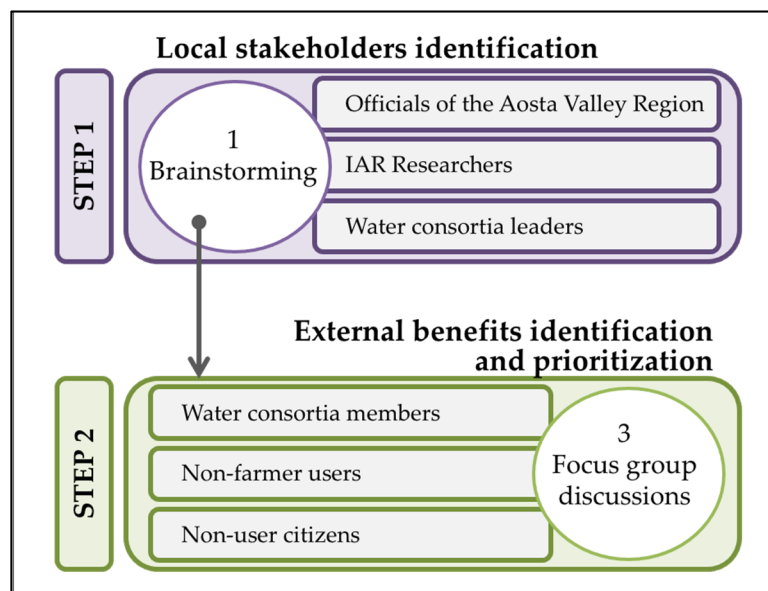 Local stakeholders identification
STEP 1
1
Brainstorming
Officials of the Aosta Valley Region
IAR Researchers
Water consortia leaders
External benefits identification
and prioritization
STEP 2
Water consortia members
Non-farmer users
Non-user citizens
3
Focus group
discussions